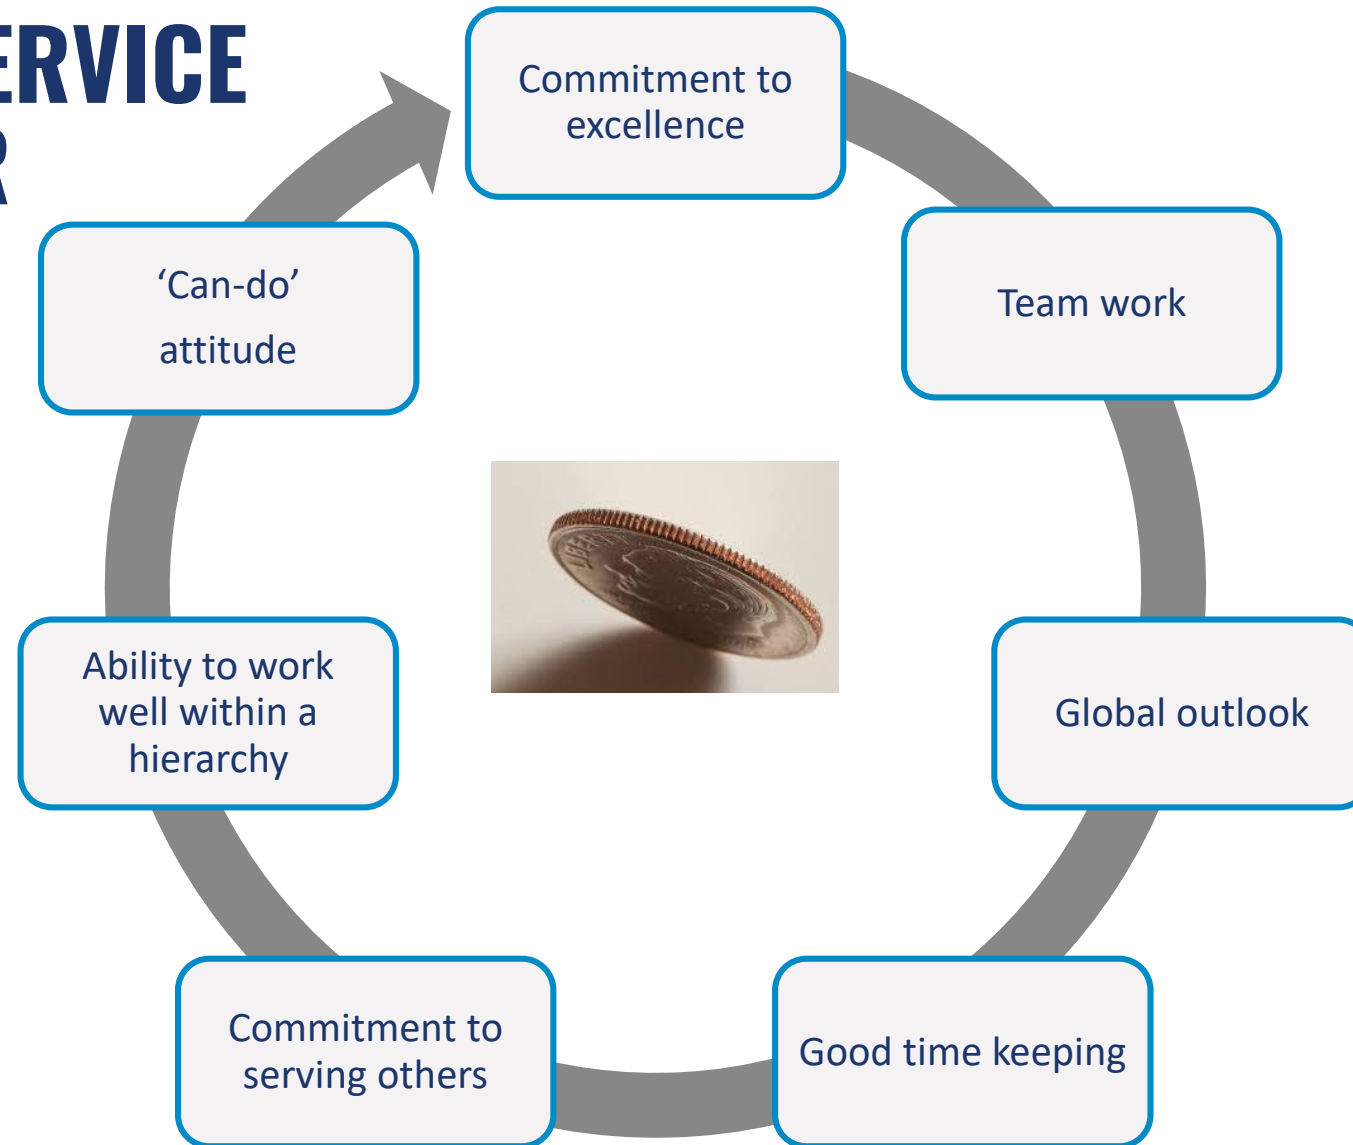 ERVICE
R
Commitment to
excellence
Team work
Global outlook
Good time keeping
Commitment to
serving others
Ability to work
well within a
hierarchy
‘Can-do’
attitude